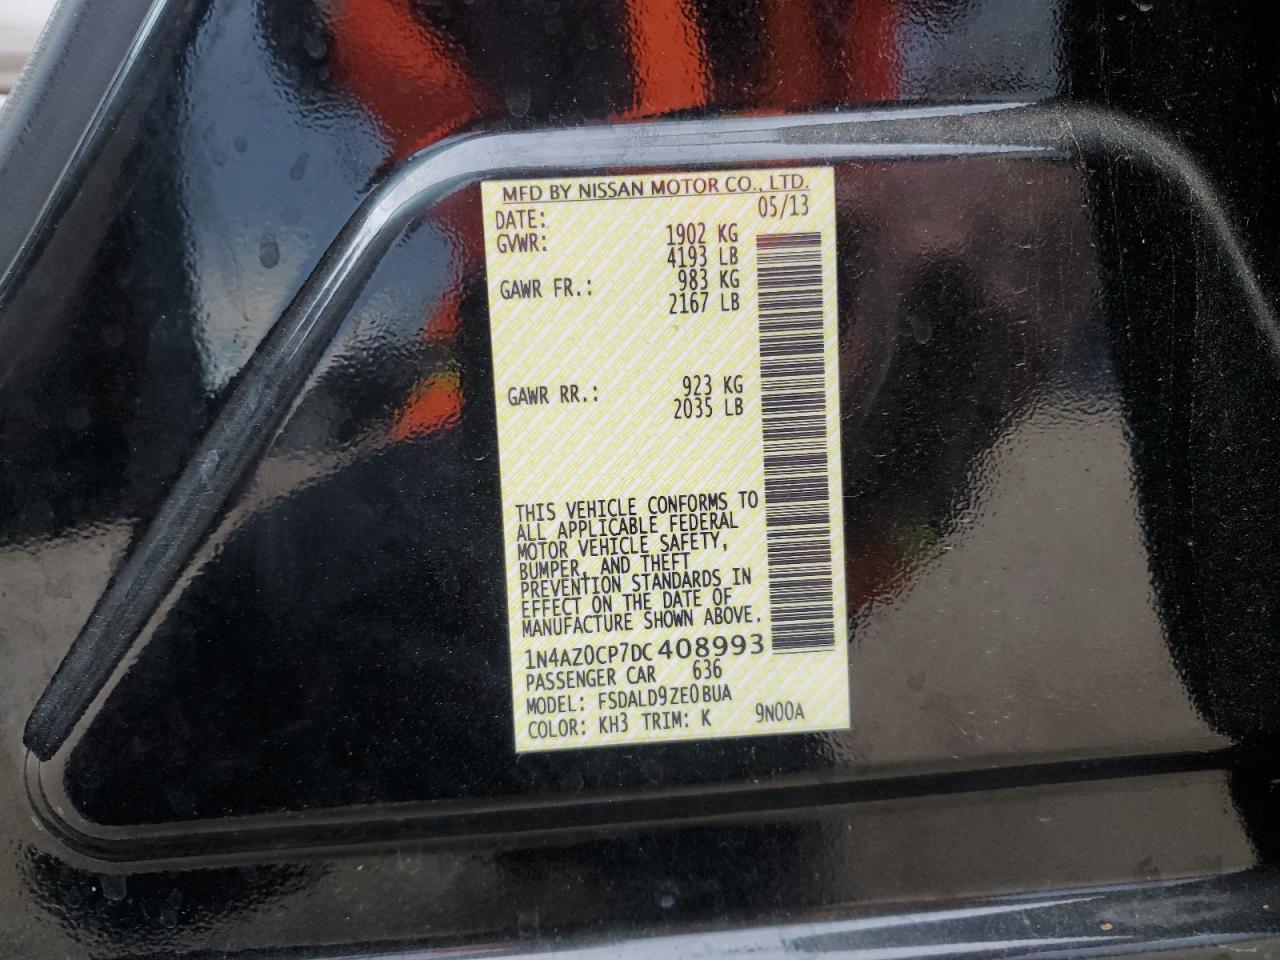 MFD BY NISSAN MOTOR CO., LTD.
DATE: 05/13
GVWR: 1902 KG
4193 LB
GAWR FR.: 983 KG
2167 LB
GAWR RR.: 923 KG
2035 LB
THIS VEHICLE CONFORMS TO
ALL APPLICABLE FEDERAL
MOTOR VEHICLE SAFETY,
BUMPER, AND THEFT
PREVENTION STANDARDS IN
EFFECT ON THE DATE OF
MANUFACTURE SHOWN ABOVE.
1N4AZ0CP7DC408993
PASSENGER CAR 636
MODEL: FSDALD9ZE0BUA
COLOR: KH3 TRIM: K 9N00A